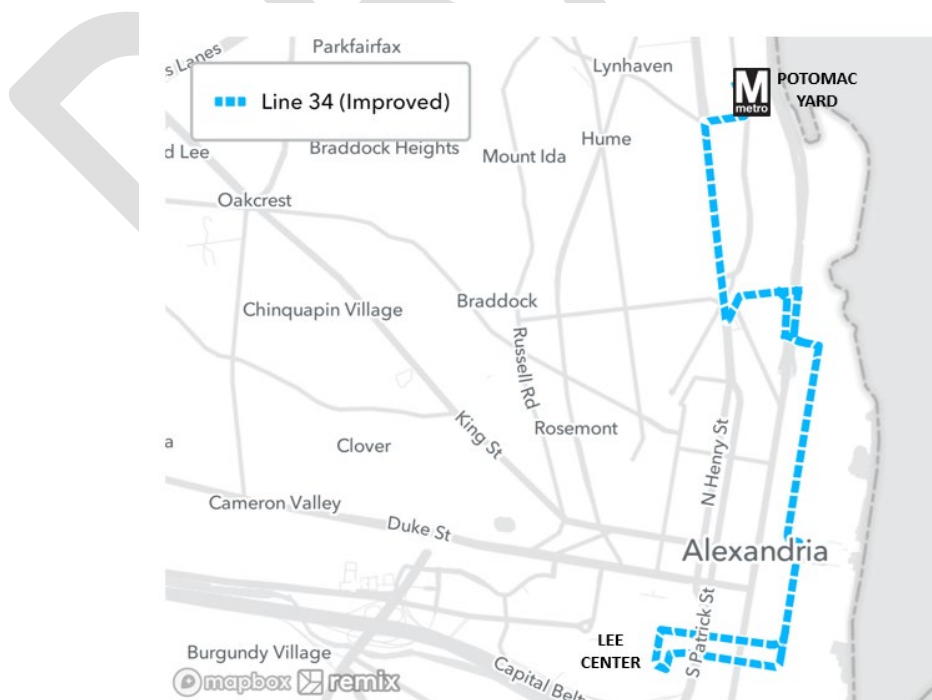 Parkfairfax
s Lanes
Lynhaven
M
metro
POTOMAC
YARD
Line 34 (Improved)
d Lee
Braddock Heights
Mount Ida
Hume
Oakcrest
Chinquapin Village
Braddock
Russell Rd
King St
Rosemont
N Henry St
a
Clover
Cameron Valley
Duke St
Alexandria
S Patrick St
LEE
CENTER
Burgundy Village
Capital Belt
mapbox remix